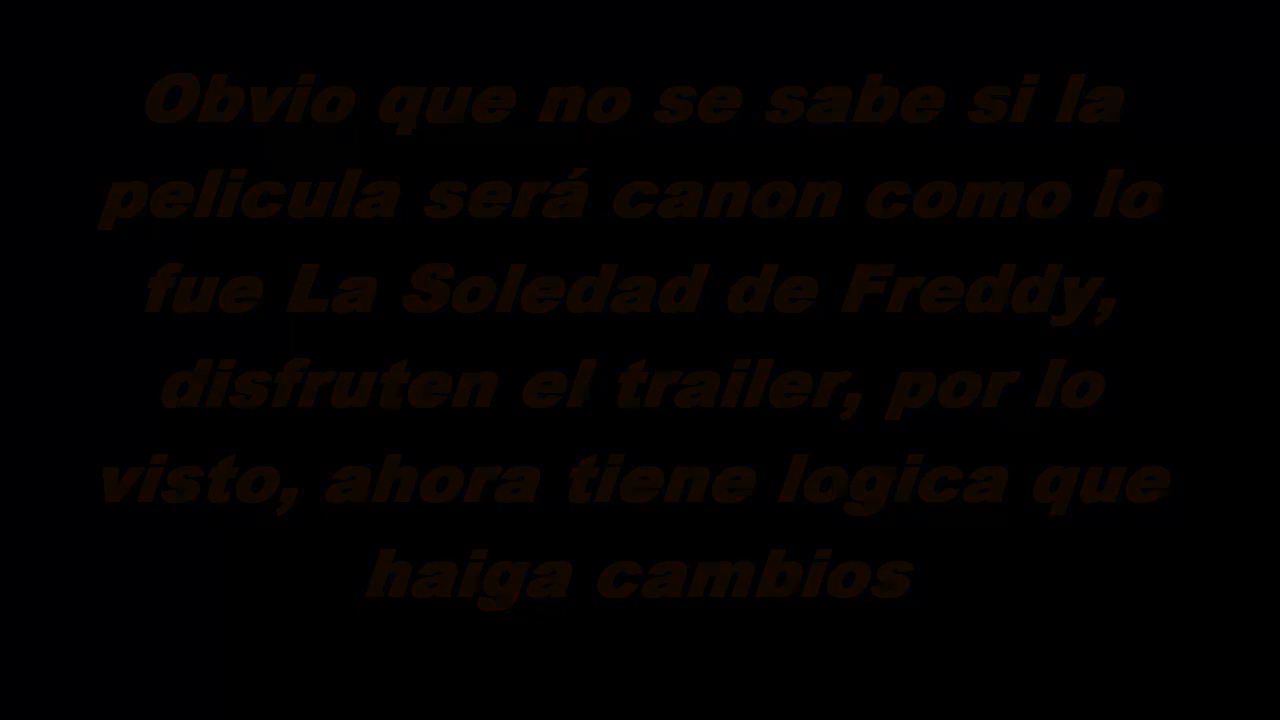 Obvio que no se sabe si la
pelicula será canon como lo
fue La Soledad de Freddy,
disfruten el trailer, por lo
visto, ahora tiene logica que
haiga cambios